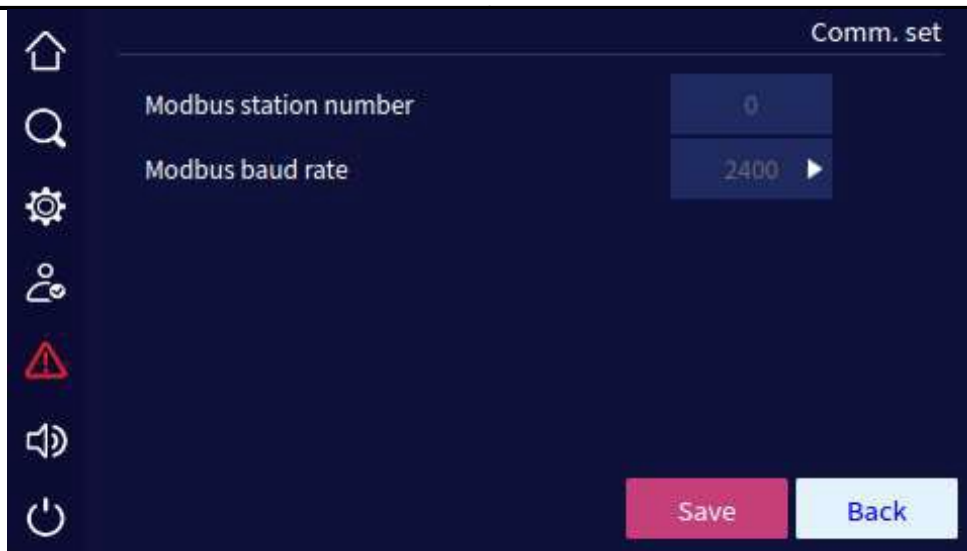 Comm. set
Modbus station number 0
Modbus baud rate 2400
Save Back